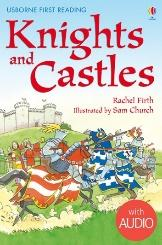 USBORNE FIRST READING
Knights
and
Castles
Rachel Firth
Illustrated by Sam Church
with
AUDIO